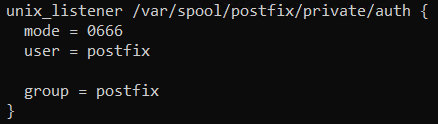 unix_listener /var/spool/postfix/private/auth {
  mode = 0666
  user = postfix

  group = postfix
}